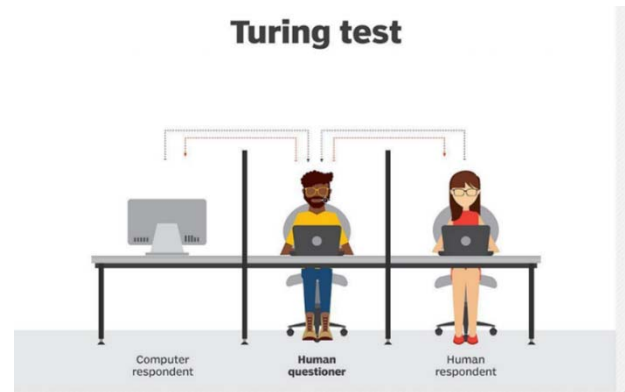 Turing test
Computer
respondent
Human
questioner
Human
respondent